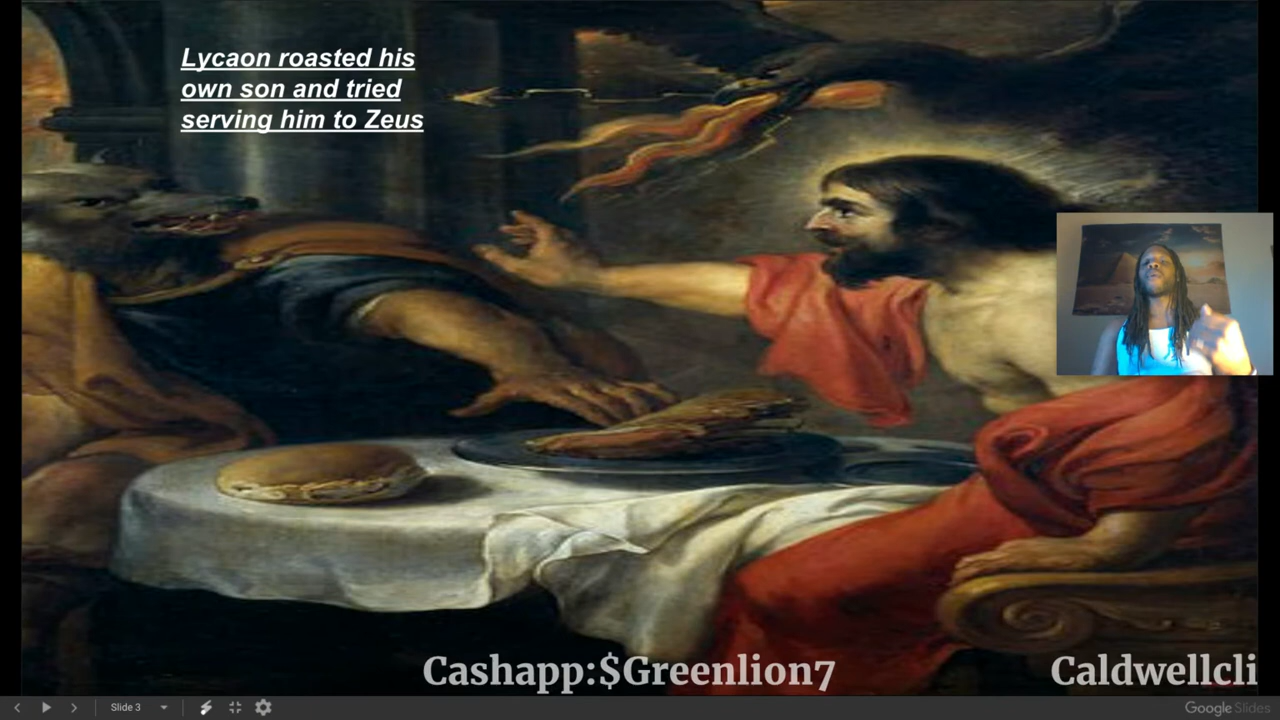 Lycaon roasted his
own son and tried
serving him to Zeus
Cashapp:$Greenlion7
Caldwellcli
Slide 3
Google Slides